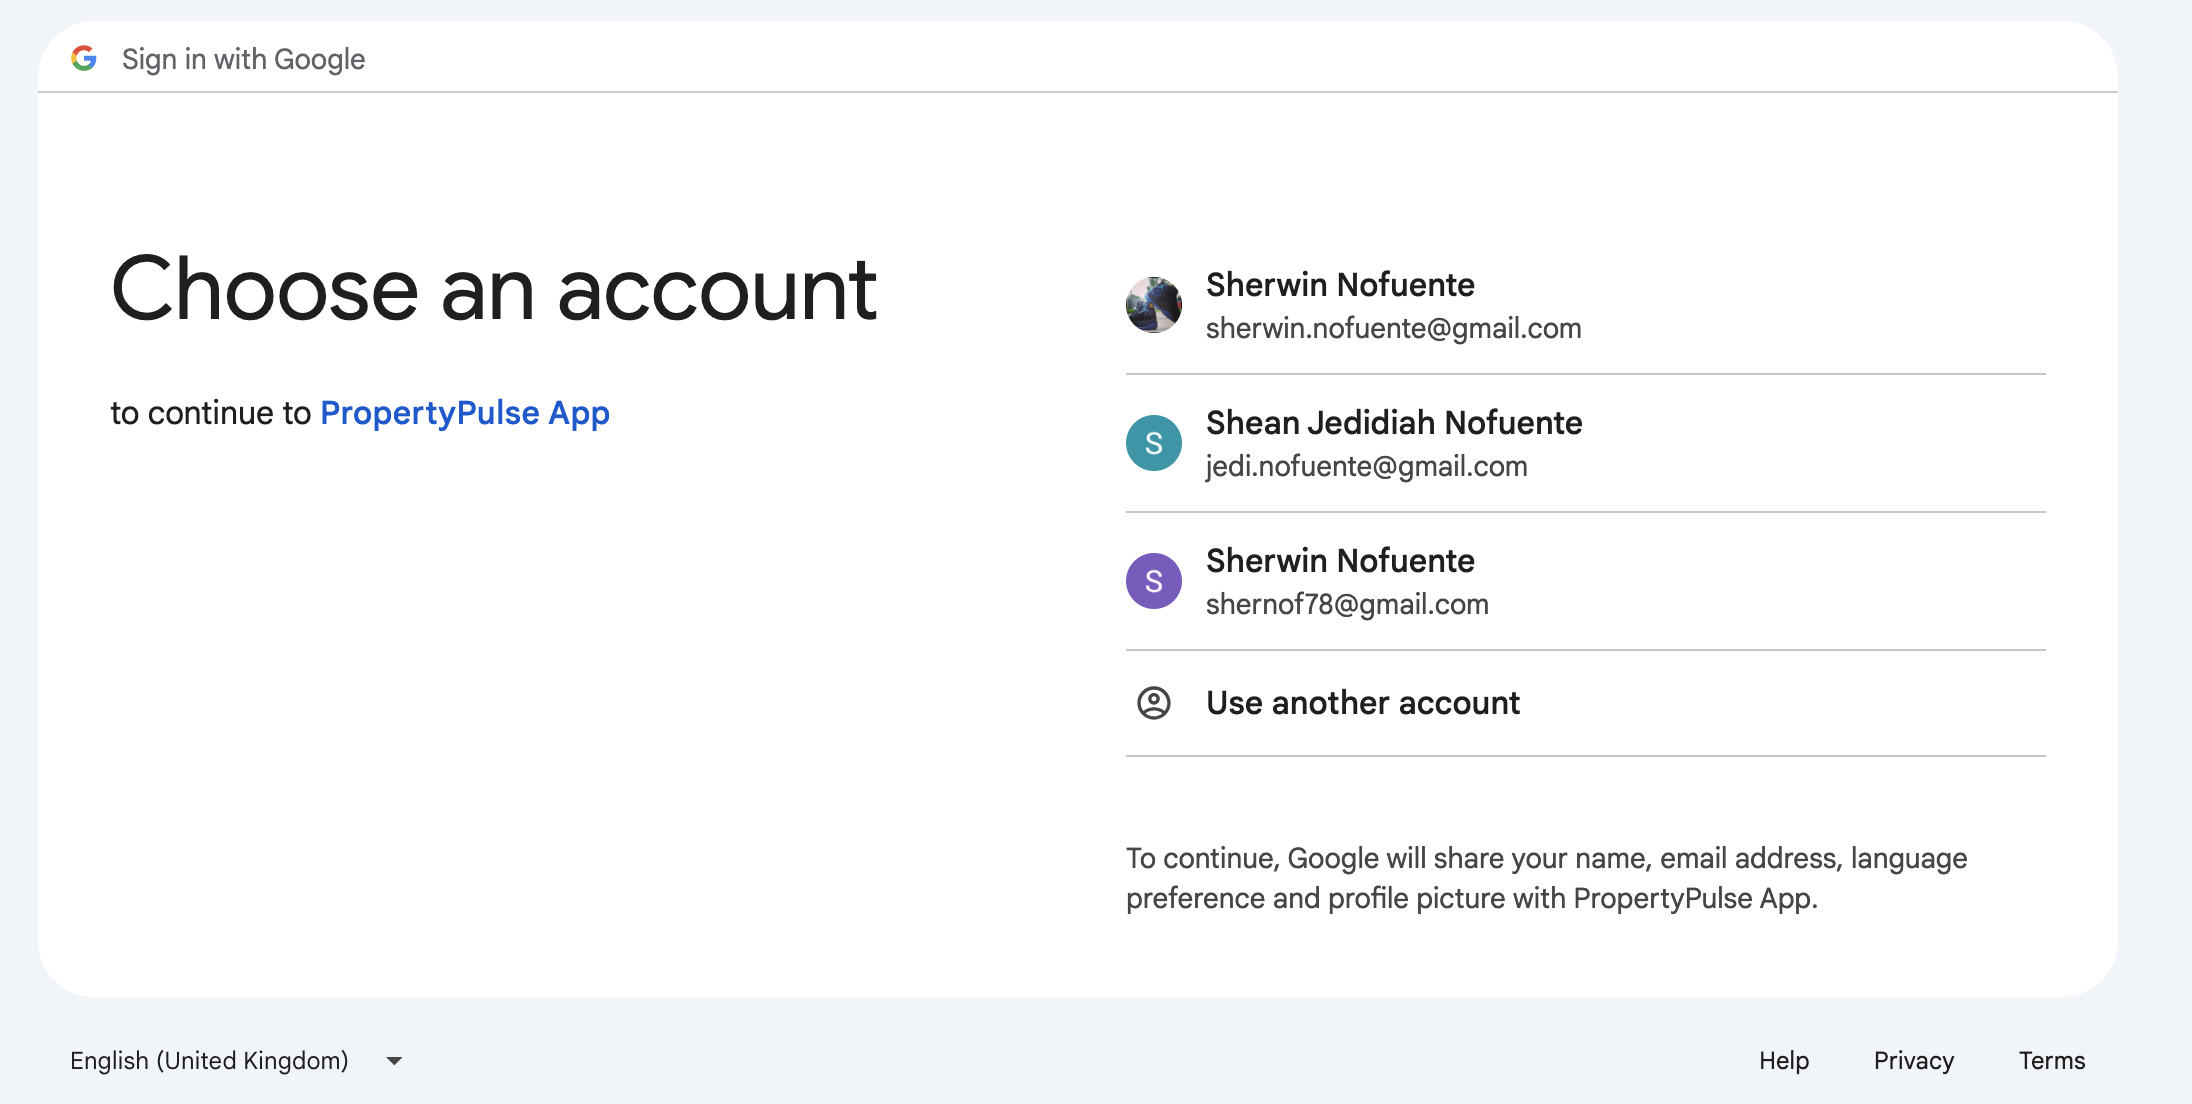 Sign in with Google
Choose an account
to continue to PropertyPulse App
Sherwin Nofuente
sherwin.nofuente@gmail.com
S
Shean Jedidiah Nofuente
jedi.nofuente@gmail.com
S
Sherwin Nofuente
shernof78@gmail.com
Use another account
To continue, Google will share your name, email address, language
preference and profile picture with PropertyPulse App.
English (United Kingdom)
Help Privacy Terms